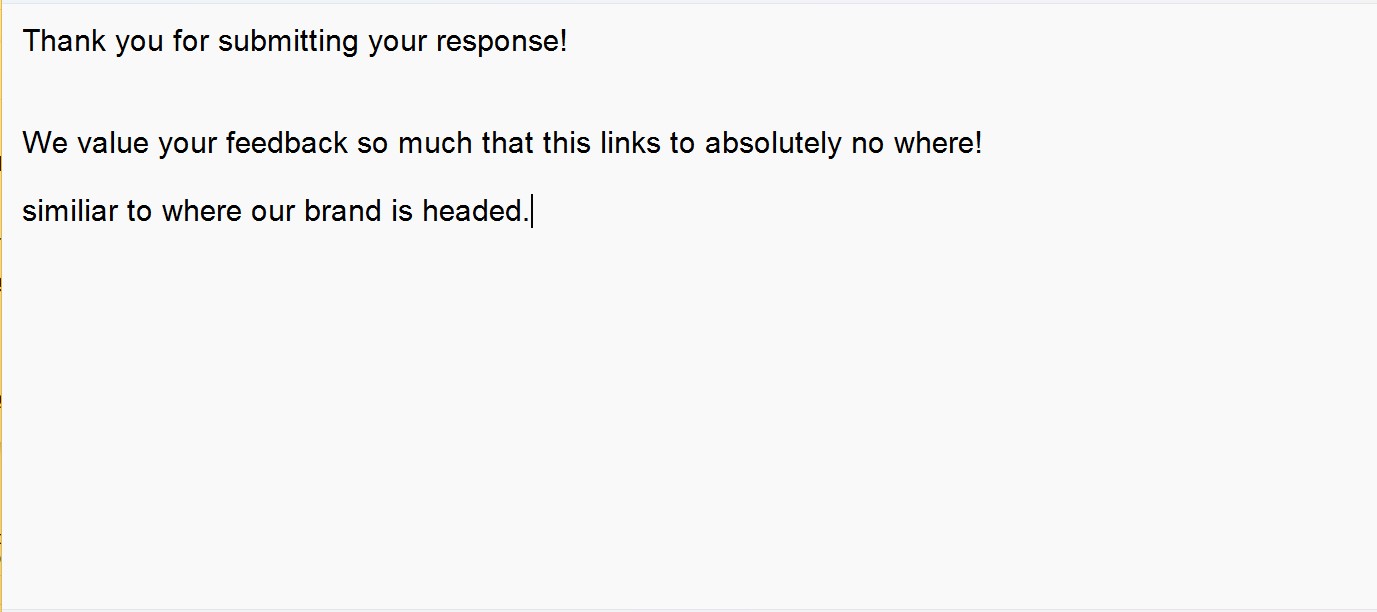 Thank you for submitting your response!
We value your feedback so much that this links to absolutely no where!
similiar to where our brand is headed.